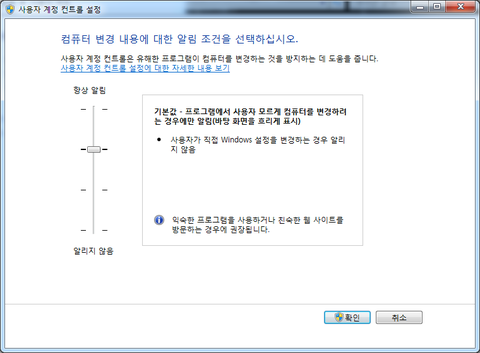 사용자 계정 컨트롤 설정
컴퓨터 변경 내용에 대한 알림 조건을 선택하십시오.
사용자 계정 컨트롤은 유해한 프로그램이 컴퓨터를 변경하는 것을 방지하는 데 도움을 줍니다.
사용자 계정 컨트롤 설정에 대한 자세한 내용 보기
항상 알림
기본값 - 프로그램에서 사용자 모르게 컴퓨터를 변경하려
는 경우에만 알림(바탕 화면을 흐리게 표시)
• 사용자가 직접 Windows 설정을 변경하는 경우 알리
지 않음
익숙한 프로그램을 사용하거나 친숙한 웹 사이트를
방문하는 경우에 권장됩니다.
알리지 않음
확인
취소